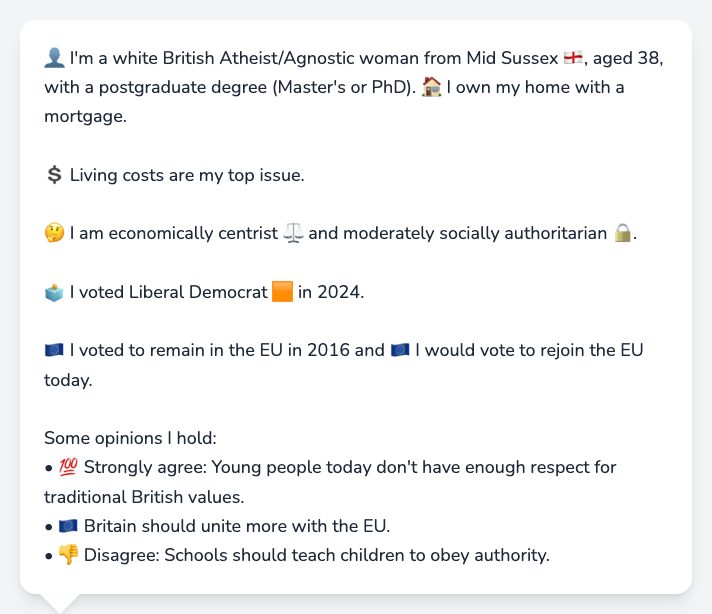 👤 I'm a white British Atheist/Agnostic woman from Mid Sussex 🏴󠁧󠁢󠁥󠁮󠁧󠁿, aged 38,
with a postgraduate degree (Master's or PhD). 🏠 I own my home with a
mortgage.
💲 Living costs are my top issue.
🤔 I am economically centrist ⚖️ and moderately socially authoritarian 🔒.
🗳️ I voted Liberal Democrat 🟧 in 2024.
🇪🇺 I voted to remain in the EU in 2016 and 🇪🇺 I would vote to rejoin the EU
today.
Some opinions I hold:
• 💯 Strongly agree: Young people today don't have enough respect for
traditional British values.
• 🇪🇺 Britain should unite more with the EU.
• 👎 Disagree: Schools should teach children to obey authority.